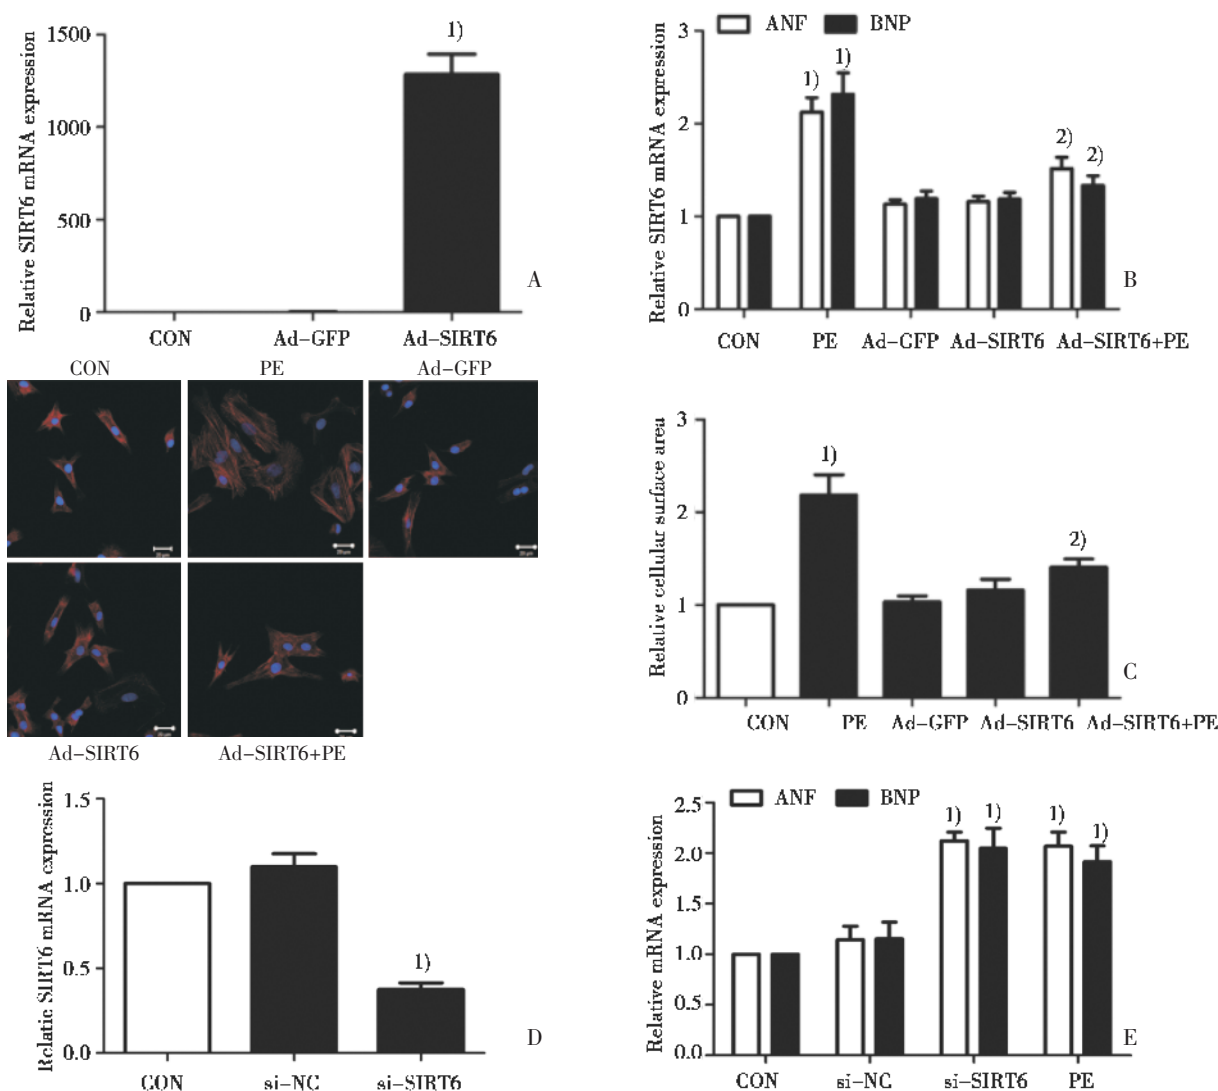 Relative SIRT6 mRNA expression
1500
1000
500
0
1)
CON Ad-GFP Ad-SIRT6
A
ANF BNP
Relative SIRT6 mRNA expression
3
2
1
0
1) 1) 2) 2)
CON PE Ad-GFP Ad-SIRT6 Ad-SIRT6+PE
B
CON PE Ad-GFP
Ad-SIRT6 Ad-SIRT6+PE
Relative cellular surface area
3
2
1
0
1) 2)
CON PE Ad-GFP Ad-SIRT6 Ad-SIRT6+PE
C
Relatic SIRT6 mRNA expression
1.5
1.0
0.5
0.0
1)
CON si-NC si-SIRT6
D
ANF BNP
Relative mRNA expression
2.5
2.0
1.5
1.0
0.5
0.0
1) 1) 1) 1)
CON si-NC si-SIRT6 PE
E